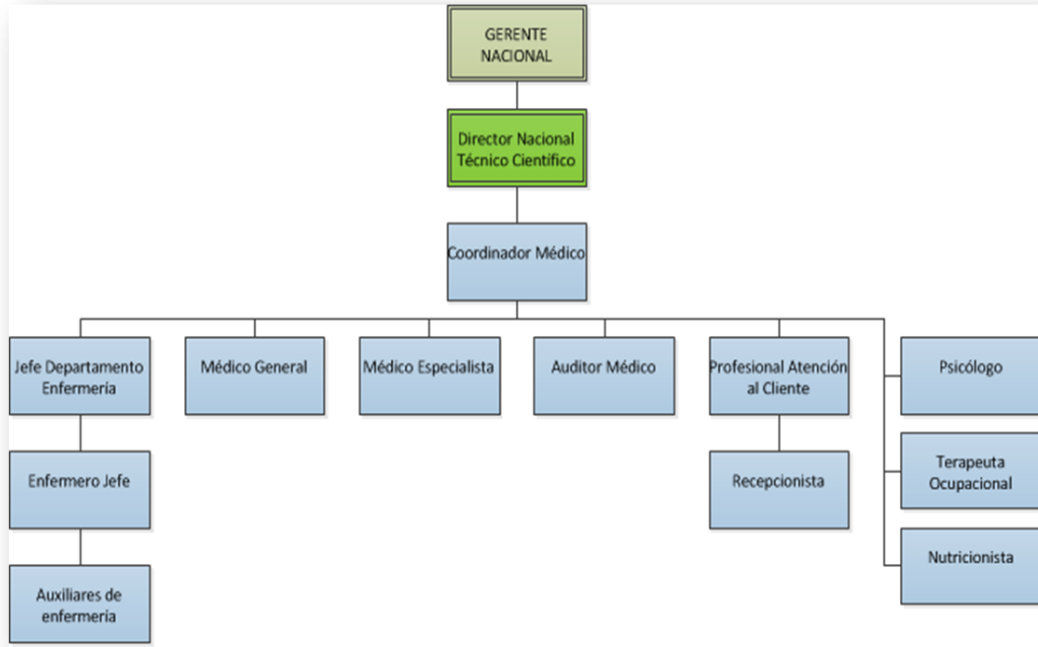 GERENTE
NACIONAL
Director Nacional
Técnico Científico
Coordinador Médico
Jefe Departamento
Enfermería
Médico General
Médico Especialista
Auditor Médico
Profesional Atención
al Cliente
Psicólogo
Enfermero Jefe
Recepcionista
Terapeuta
Ocupacional
Auxiliares de
enfermería
Nutricionista